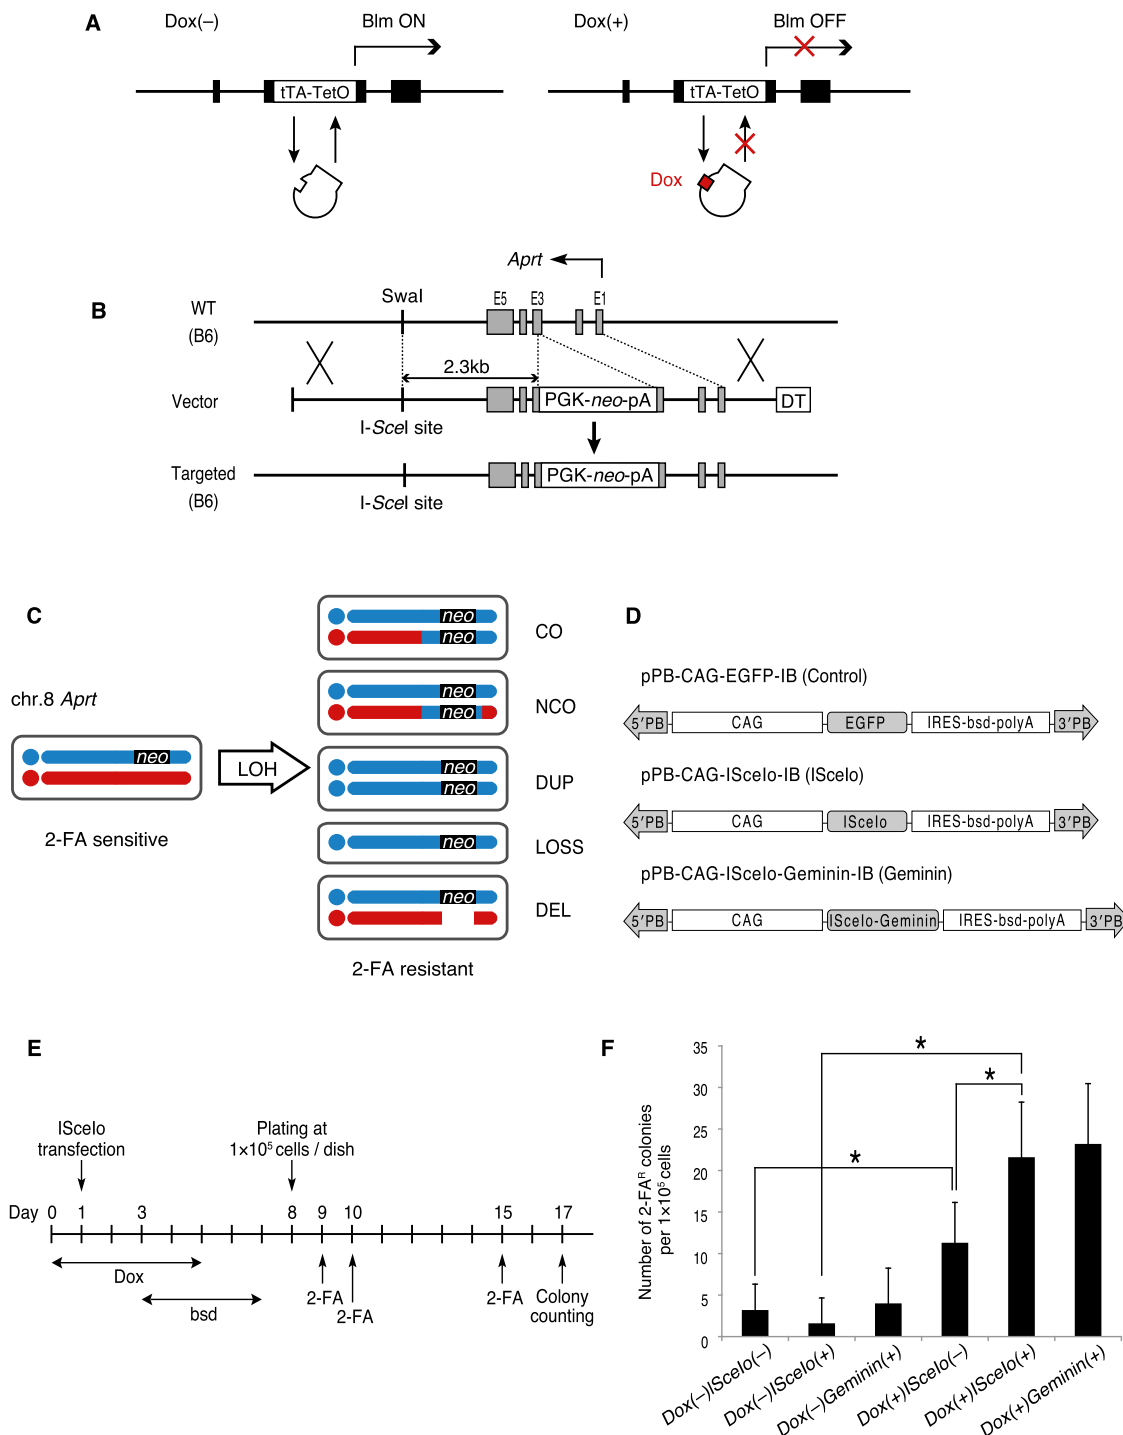 A
Dox(–)
Blm ON
Dox(+)
Blm OFF
tTA-TetO
tTA-TetO
Dox
B
Aprt
WT
(B6)
SwaI
E5
E3
E1
2.3kb
Vector
PGK-neo-pA
DT
I-SceI site
Targeted
(B6)
PGK-neo-pA
I-SceI site
C
chr.8 Aprt
neo
2-FA sensitive
LOH
neo
neo
CO
neo
neo
NCO
neo
neo
DUP
neo
LOSS
neo
DEL
2-FA resistant
D
pPB-CAG-EGFP-IB (Control)
5′PB
CAG
EGFP
IRES-bsd-polyA
3′PB
pPB-CAG-ISceIo-IB (ISceIo)
5′PB
CAG
ISceIo
IRES-bsd-polyA
3′PB
pPB-CAG-ISceIo-Geminin-IB (Geminin)
5′PB
CAG
ISceIo-Geminin
IRES-bsd-polyA
3′PB
E
ISceIo
transfection
Plating at
1×10⁵ cells / dish
Day 0 1 3 8 9 10 15 17
Dox
bsd
2-FA
2-FA
2-FA
Colony
counting
F
Number of 2-FAᴿ colonies
per 1×10⁵ cells
35
30
25
20
15
10
5
0
*
*
*
Dox(–)ISceIo(–)
Dox(–)ISceIo(+)
Dox(–)Geminin(+)
Dox(+)ISceIo(–)
Dox(+)ISceIo(+)
Dox(+)Geminin(+)